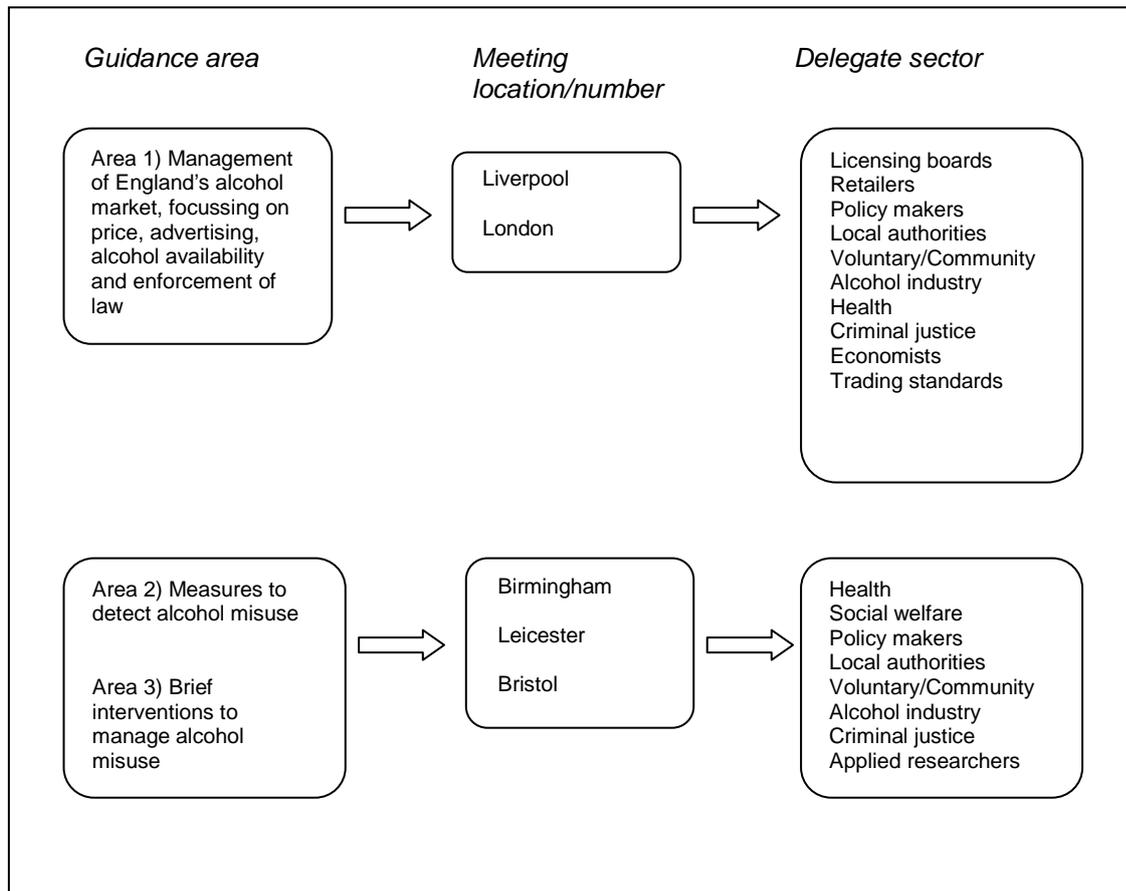 Guidance area
Meeting
location/number
Delegate sector
Area 1) Management
of England’s alcohol
market, focussing on
price, advertising,
alcohol availability
and enforcement of
law
Liverpool
London
Licensing boards
Retailers
Policy makers
Local authorities
Voluntary/Community
Alcohol industry
Health
Criminal justice
Economists
Trading standards
Area 2) Measures to
detect alcohol misuse
Area 3) Brief
interventions to
manage alcohol
misuse
Birmingham
Leicester
Bristol
Health
Social welfare
Policy makers
Local authorities
Voluntary/Community
Alcohol industry
Criminal justice
Applied researchers